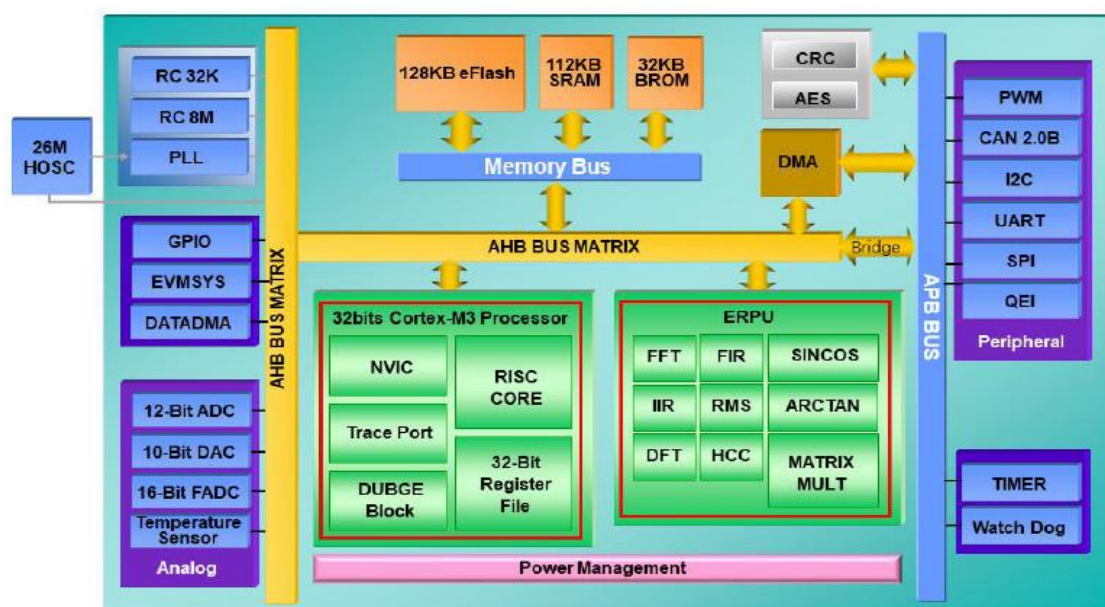 RC 32K
RC 8M
PLL
26M
HOSC
GPIO
EVMSYS
DATADMA
12-Bit ADC
10-Bit DAC
16-Bit FADC
Temperature
Sensor
Analog
AHB BUS MATRIX
128KB eFlash
112KB
SRAM
32KB
BROM
Memory Bus
AHB BUS MATRIX
Bridge
CRC
AES
DMA
32bits Cortex-M3 Processor
NVIC
Trace Port
DUBGE
Block
RISC
CORE
32-Bit
Register
File
ERPU
FFT
FIR
SINCOS
IIR
RMS
ARCTAN
DFT
HCC
MATRIX
MULT
Power Management
APB BUS
PWM
CAN 2.0B
I2C
UART
SPI
QEI
Peripheral
TIMER
Watch Dog